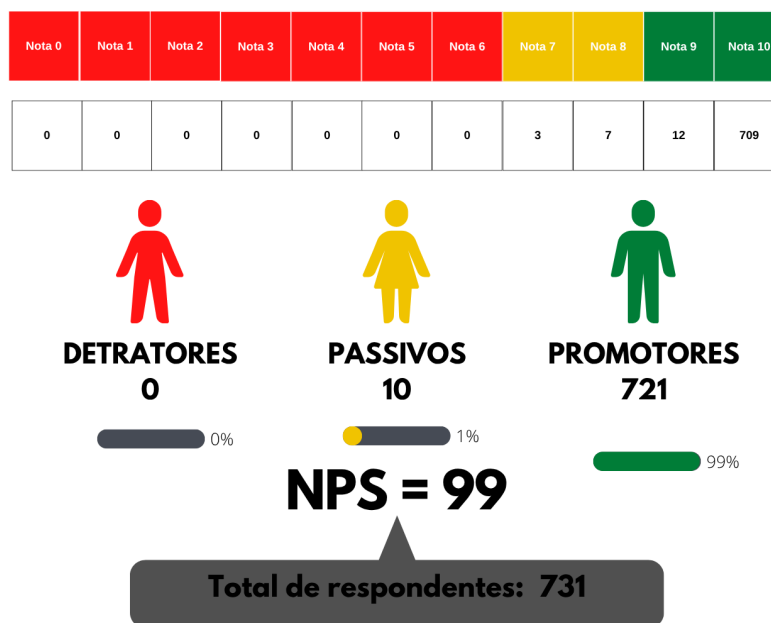 Nota 0 Nota 1 Nota 2 Nota 3 Nota 4 Nota 5 Nota 6 Nota 7 Nota 8 Nota 9 Nota 10
0 0 0 0 0 0 0 3 7 12 709
DETRATORES PASSIVOS PROMOTORES
0 10 721
0% 1% 99%
NPS = 99
Total de respondentes: 731